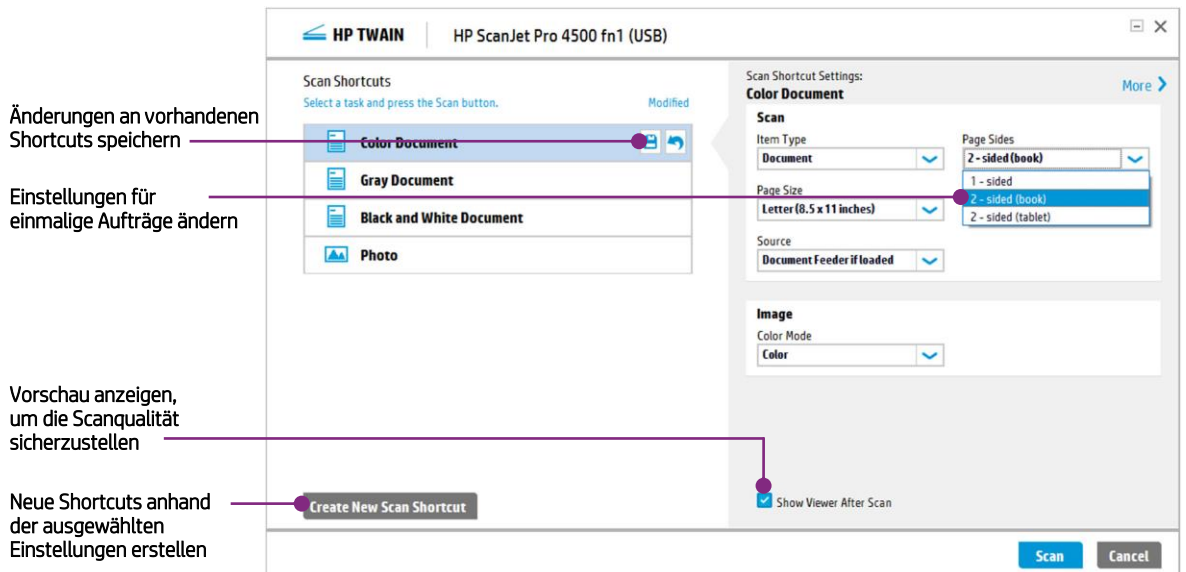 HP TWAIN
HP ScanJet Pro 4500 fn1 (USB)
Änderungen an vorhandenen
Shortcuts speichern
Einstellungen für
einmalige Aufträge ändern
Vorschau anzeigen,
um die Scanqualität
sicherzustellen
Neue Shortcuts anhand
der ausgewählten
Einstellungen erstellen
Scan Shortcuts
Select a task and press the Scan button.
Modified
Color Document
Gray Document
Black and White Document
Photo
Create New Scan Shortcut
Scan Shortcut Settings:
Color Document
More
Scan
Item Type
Document
Page Sides
2 - sided (book)
1 - sided
2 - sided (book)
2 - sided (tablet)
Page Size
Letter (8.5 x 11 inches)
Source
Document Feeder if loaded
Image
Color Mode
Color
Show Viewer After Scan
Scan
Cancel